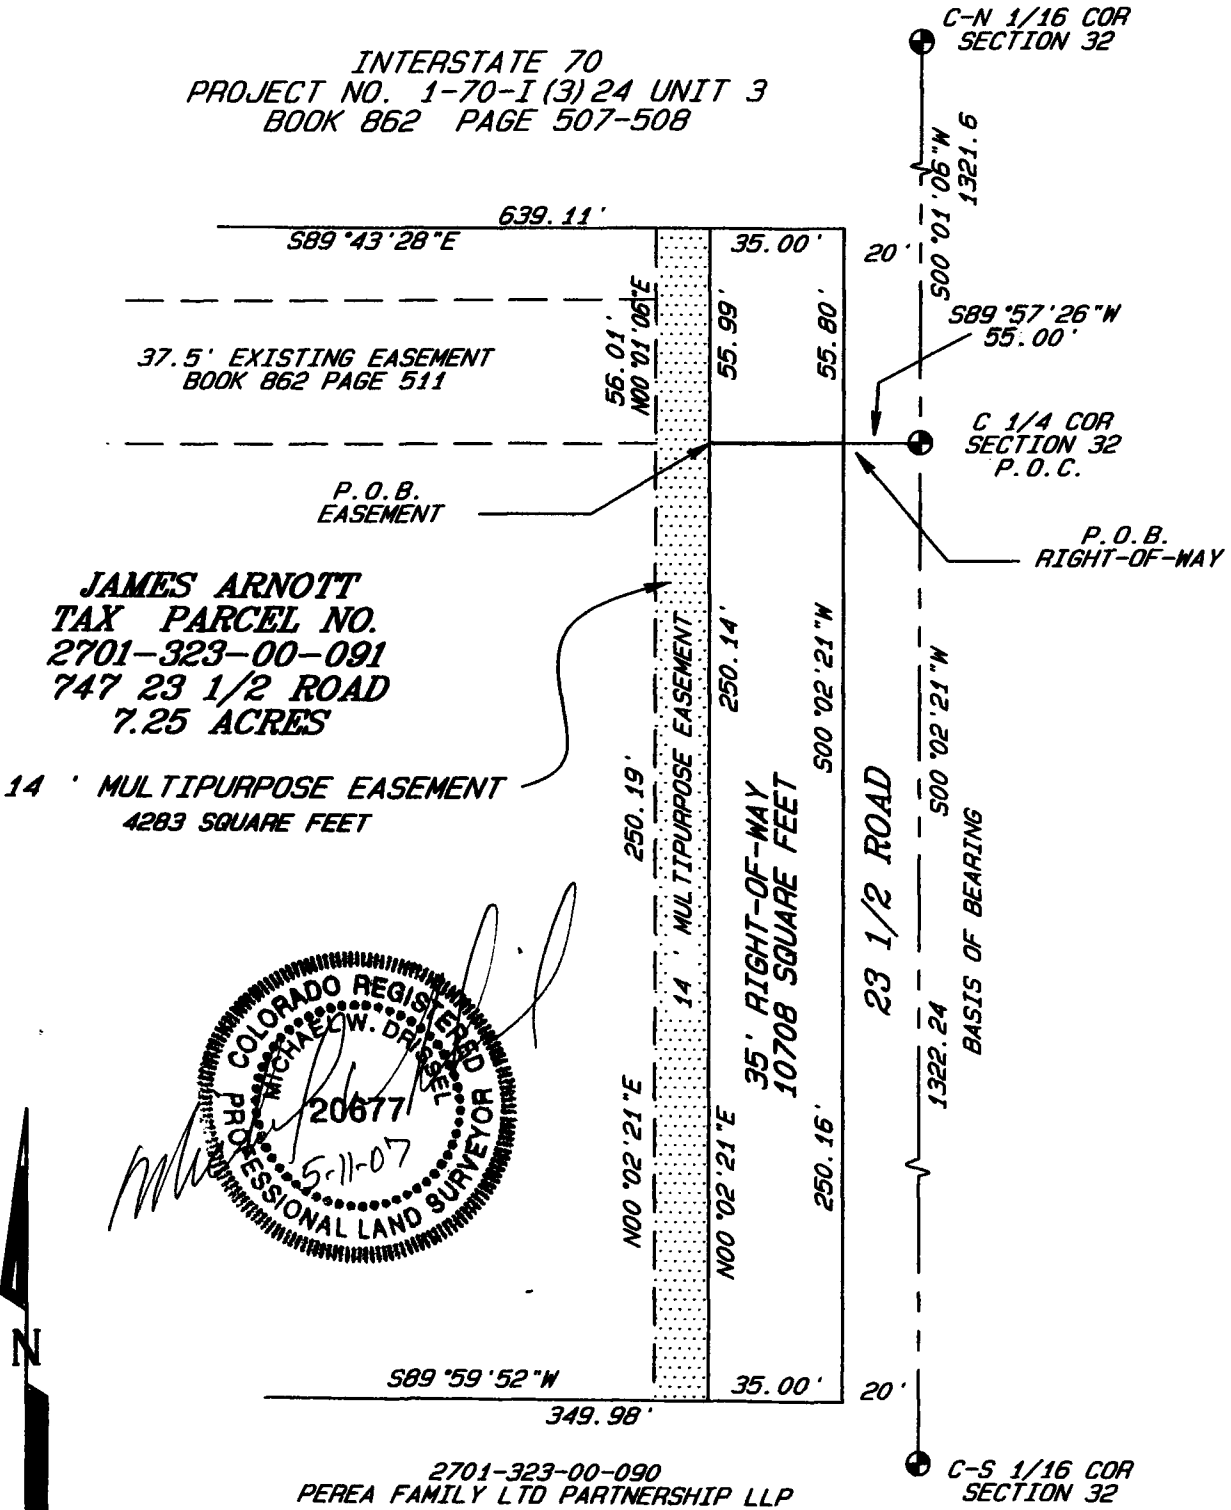 C-N 1/16 COR
SECTION 32
INTERSTATE 70
PROJECT NO. 1-70-I(3)24 UNIT 3
BOOK 862 PAGE 507-508
S00°01'06"W
1321.6
639.11'
S89°43'28"E
35.00'
20'
56.01'
N00°01'06"E
55.99'
55.80'
S89°57'26"W
55.00'
37.5' EXISTING EASEMENT
BOOK 862 PAGE 511
C 1/4 COR
SECTION 32
P.O.C.
P.O.B.
EASEMENT
P.O.B.
RIGHT-OF-WAY
JAMES ARNOTT
TAX PARCEL NO.
2701-323-00-091
747 23 1/2 ROAD
7.25 ACRES
14 ' MULTIPURPOSE EASEMENT
4283 SQUARE FEET
250.19'
N00°02'21"E
14 ' MULTIPURPOSE EASEMENT
250.14'
N00°02'21"E
35' RIGHT-OF-WAY
10708 SQUARE FEET
S00°02'21"W
250.16'
23 1/2 ROAD
S00°02'21"W
1322.24
BASIS OF BEARING
COLORADO REGISTERED
MICHAEL W. DRISSEL
20677
5-11-07
PROFESSIONAL LAND SURVEYOR
N
S89°59'52"W
349.98'
35.00'
20'
2701-323-00-090
PEREA FAMILY LTD PARTNERSHIP LLP
C-S 1/16 COR
SECTION 32